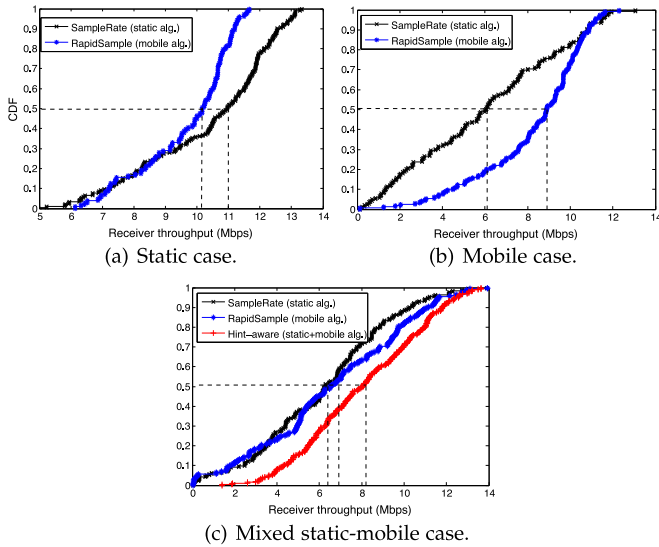 SampleRate (static alg.)
RapidSample (mobile alg.)
CDF
1
0.9
0.8
0.7
0.6
0.5
0.4
0.3
0.2
0.1
0
5 6 7 8 9 10 11 12 13 14
Receiver throughput (Mbps)
(a) Static case.
SampleRate (static alg.)
RapidSample (mobile alg.)
1
0.9
0.8
0.7
0.6
0.5
0.4
0.3
0.2
0.1
0
0 2 4 6 8 10 12 14
Receiver throughput (Mbps)
(b) Mobile case.
SampleRate (static alg.)
RapidSample (mobile alg.)
Hint−aware (static+mobile alg.)
1
0.9
0.8
0.7
0.6
0.5
0.4
0.3
0.2
0.1
0
0 2 4 6 8 10 12 14
Receiver throughput (Mbps)
(c) Mixed static-mobile case.